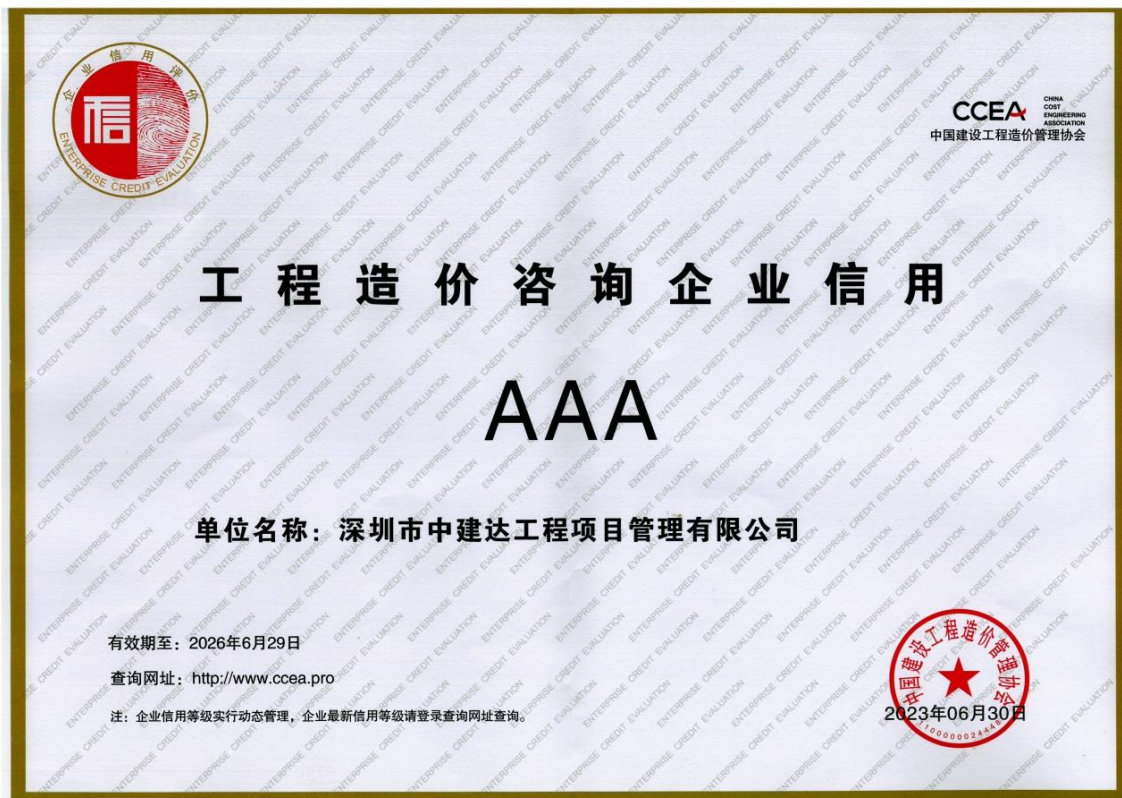 企业信用评价
信
ENTERPRISE CREDIT EVALUATION
CCEA
CHINA
COST
ENGINEERING
ASSOCIATION
中国建设工程造价管理协会
工程造价咨询企业信用
AAA
单位名称：深圳市中建达工程项目管理有限公司
有效期至：2026年6月29日
查询网址：http://www.ccea.pro
注：企业信用等级实行动态管理，企业最新信用等级请登录查询网址查询。
中国建设工程造价管理协会
2023年06月30日